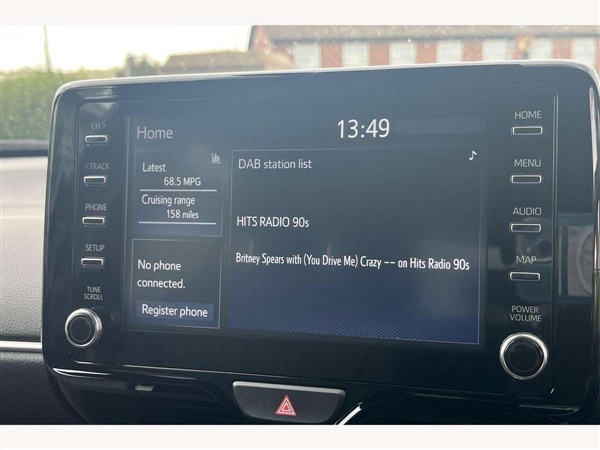 CH >
< TRACK
PHONE
SETUP
TUNE
SCROLL
Home
13:49
Latest
68.5 MPG
Cruising range
158 miles
No phone
connected.
Register phone
DAB station list
HITS RADIO 90s
Britney Spears with (You Drive Me) Crazy -- on Hits Radio 90s
HOME
MENU
AUDIO
MAP
POWER
VOLUME